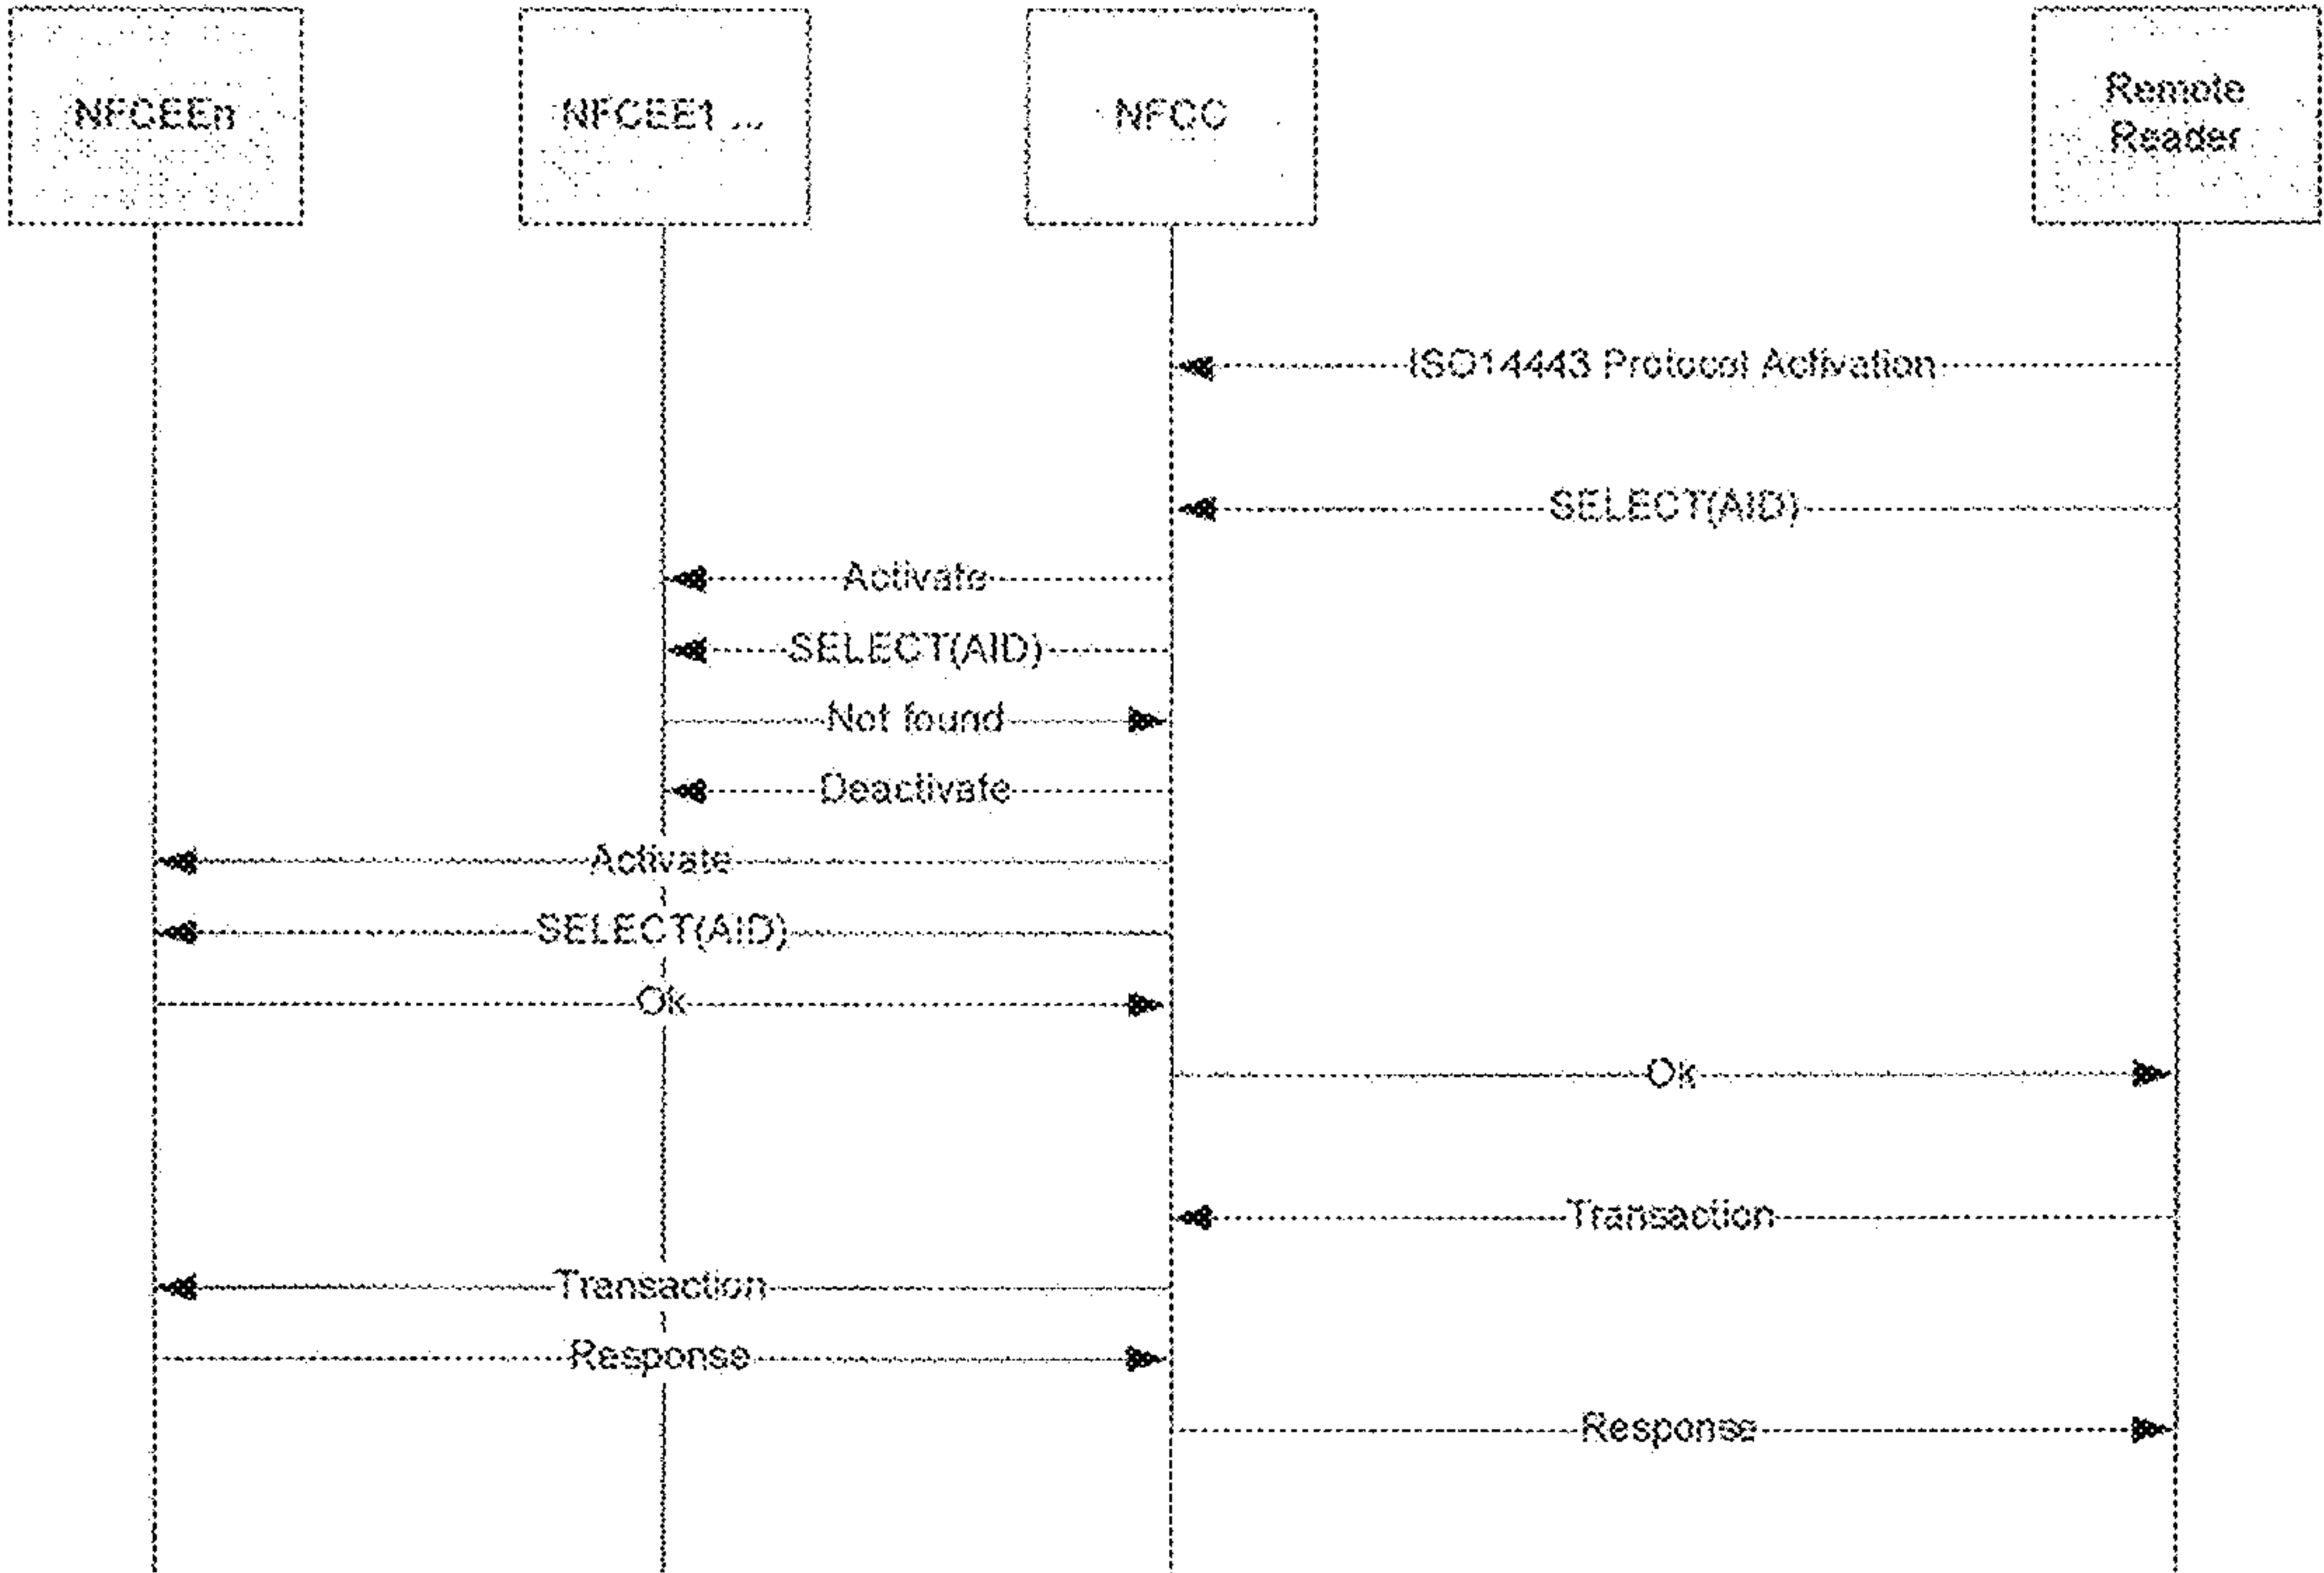 NFCEEn
NFCEE1 ...
NFCC
Remote
Reader
ISO14443 Protocol Activation
SELECT(AID)
Activate
SELECT(AID)
Not found
Deactivate
Activate
SELECT(AID)
Ok
Ok
Transaction
Transaction
Response
Response